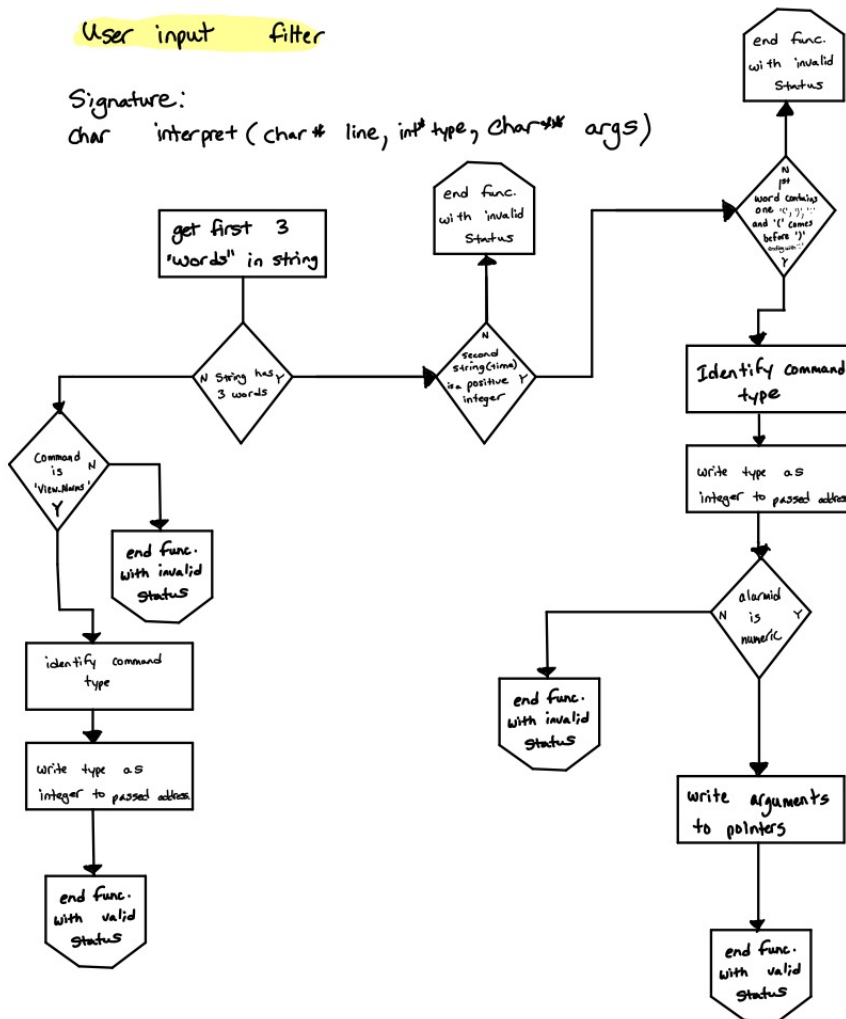 User input filter
Signature:
char interpret (char* line, int* type, char*** args)
get first 3
"words" in string
N String has Y
3 words
Command
is N
'View_Alarms'
Y
end func.
with invalid
Status
identify command
type
write type as
integer to passed address
end func.
with valid
Status
end func.
with invalid
Status
N
second
string(time)
is a positive Y
integer
end func.
with invalid
Status
N
1st
word contains
one '(', ')', ':'
and '(' comes
before ')'
Y
Identify command
type
write type as
integer to passed address
alarmid
N is Y
numeric
end func.
with invalid
Status
write arguments
to pointers
end func.
with valid
Status